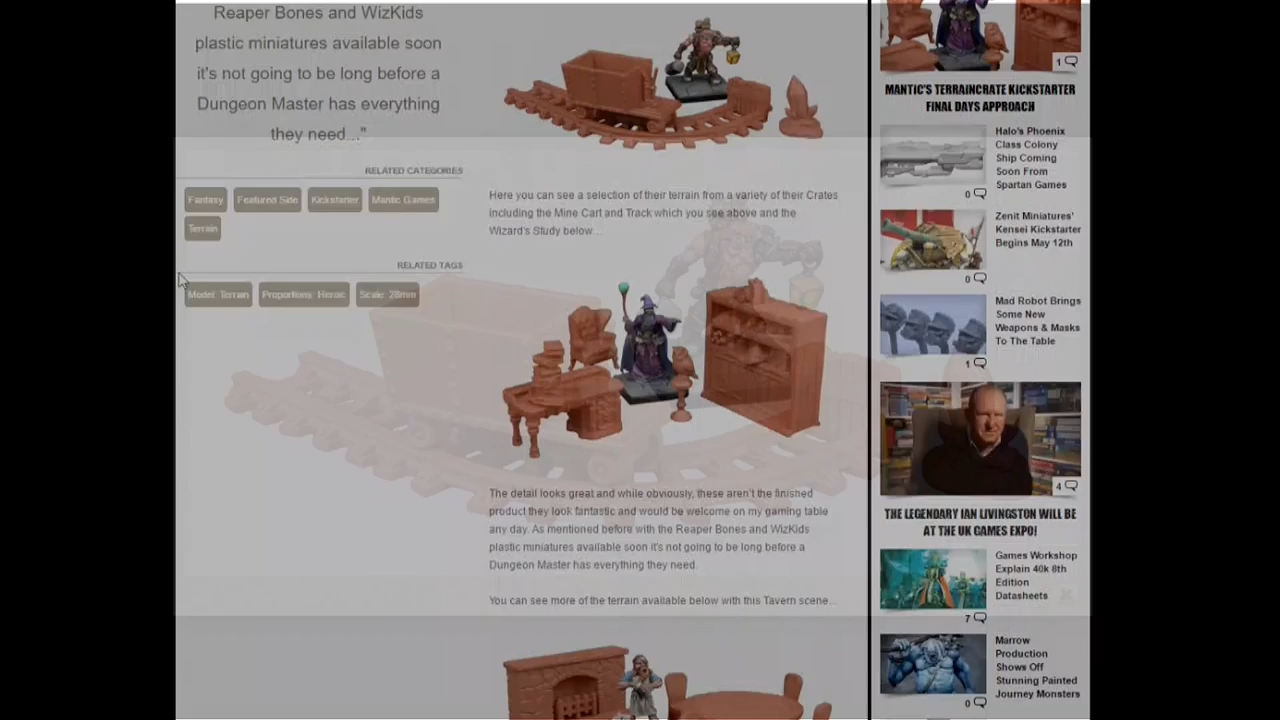 Reaper Bones and WizKids
plastic miniatures available soon
it's not going to be long before a
Dungeon Master has everything
they need..."
RELATED CATEGORIES
Fantasy
Featured Side
Kickstarter
Mantic Games
Terrain
RELATED TAGS
Model: Terrain
Proportions: Heroic
Scale: 28mm
Here you can see a selection of their terrain from a variety of their Crates
including the Mine Cart and Track which you see above and the
Wizard's Study below...
The detail looks great and while obviously, these aren't the finished
product they look fantastic and would be welcome on my gaming table
any day. As mentioned before with the Reaper Bones and WizKids
plastic miniatures available soon it's not going to be long before a
Dungeon Master has everything they need.
You can see more of the terrain available below with this Tavern scene...
1
MANTIC'S TERRAINCRATE KICKSTARTER
FINAL DAYS APPROACH
Halo's Phoenix
Class Colony
Ship Coming
Soon From
Spartan Games
0
Zenit Miniatures'
Kensei Kickstarter
Begins May 12th
0
Mad Robot Brings
Some New
Weapons & Masks
To The Table
1
4
THE LEGENDARY IAN LIVINGSTON WILL BE
AT THE UK GAMES EXPO!
Games Workshop
Explain 40k 8th
Edition
Datasheets
7
Marrow
Production
Shows Off
Stunning Painted
Journey Monsters
0